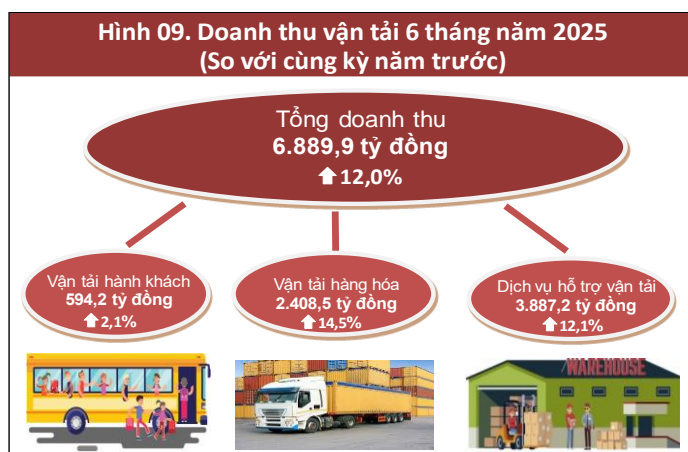 Hình 09. Doanh thu vận tải 6 tháng năm 2025
(So với cùng kỳ năm trước)
Tổng doanh thu
6.889,9 tỷ đồng
12,0%
Vận tải hành khách
594,2 tỷ đồng
2,1%
Vận tải hàng hóa
2.408,5 tỷ đồng
14,5%
Dịch vụ hỗ trợ vận tải
3.887,2 tỷ đồng
12,1%
WAREHOUSE